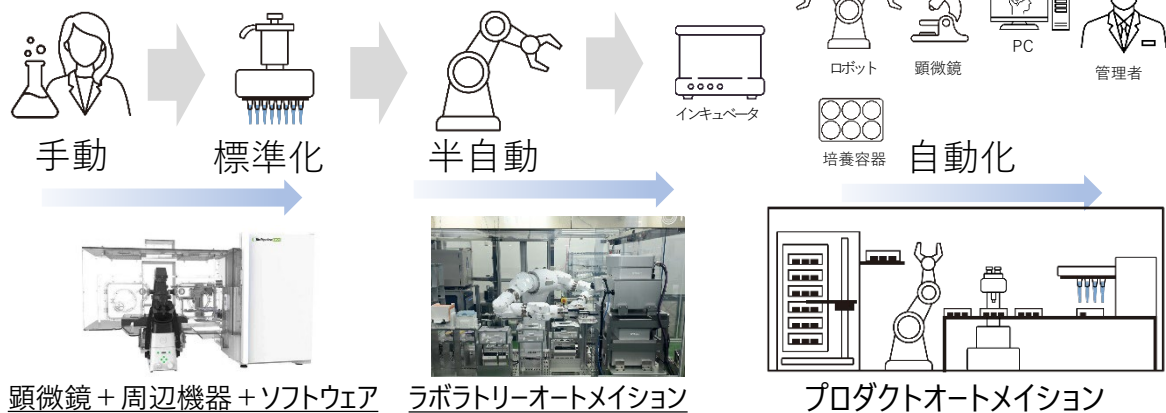 ロボット
顕微鏡
PC
管理者
インキュベータ
培養容器
手動
標準化
半自動
自動化
顕微鏡+周辺機器+ソフトウェア
ラボラトリーオートメイション
プロダクトオートメイション